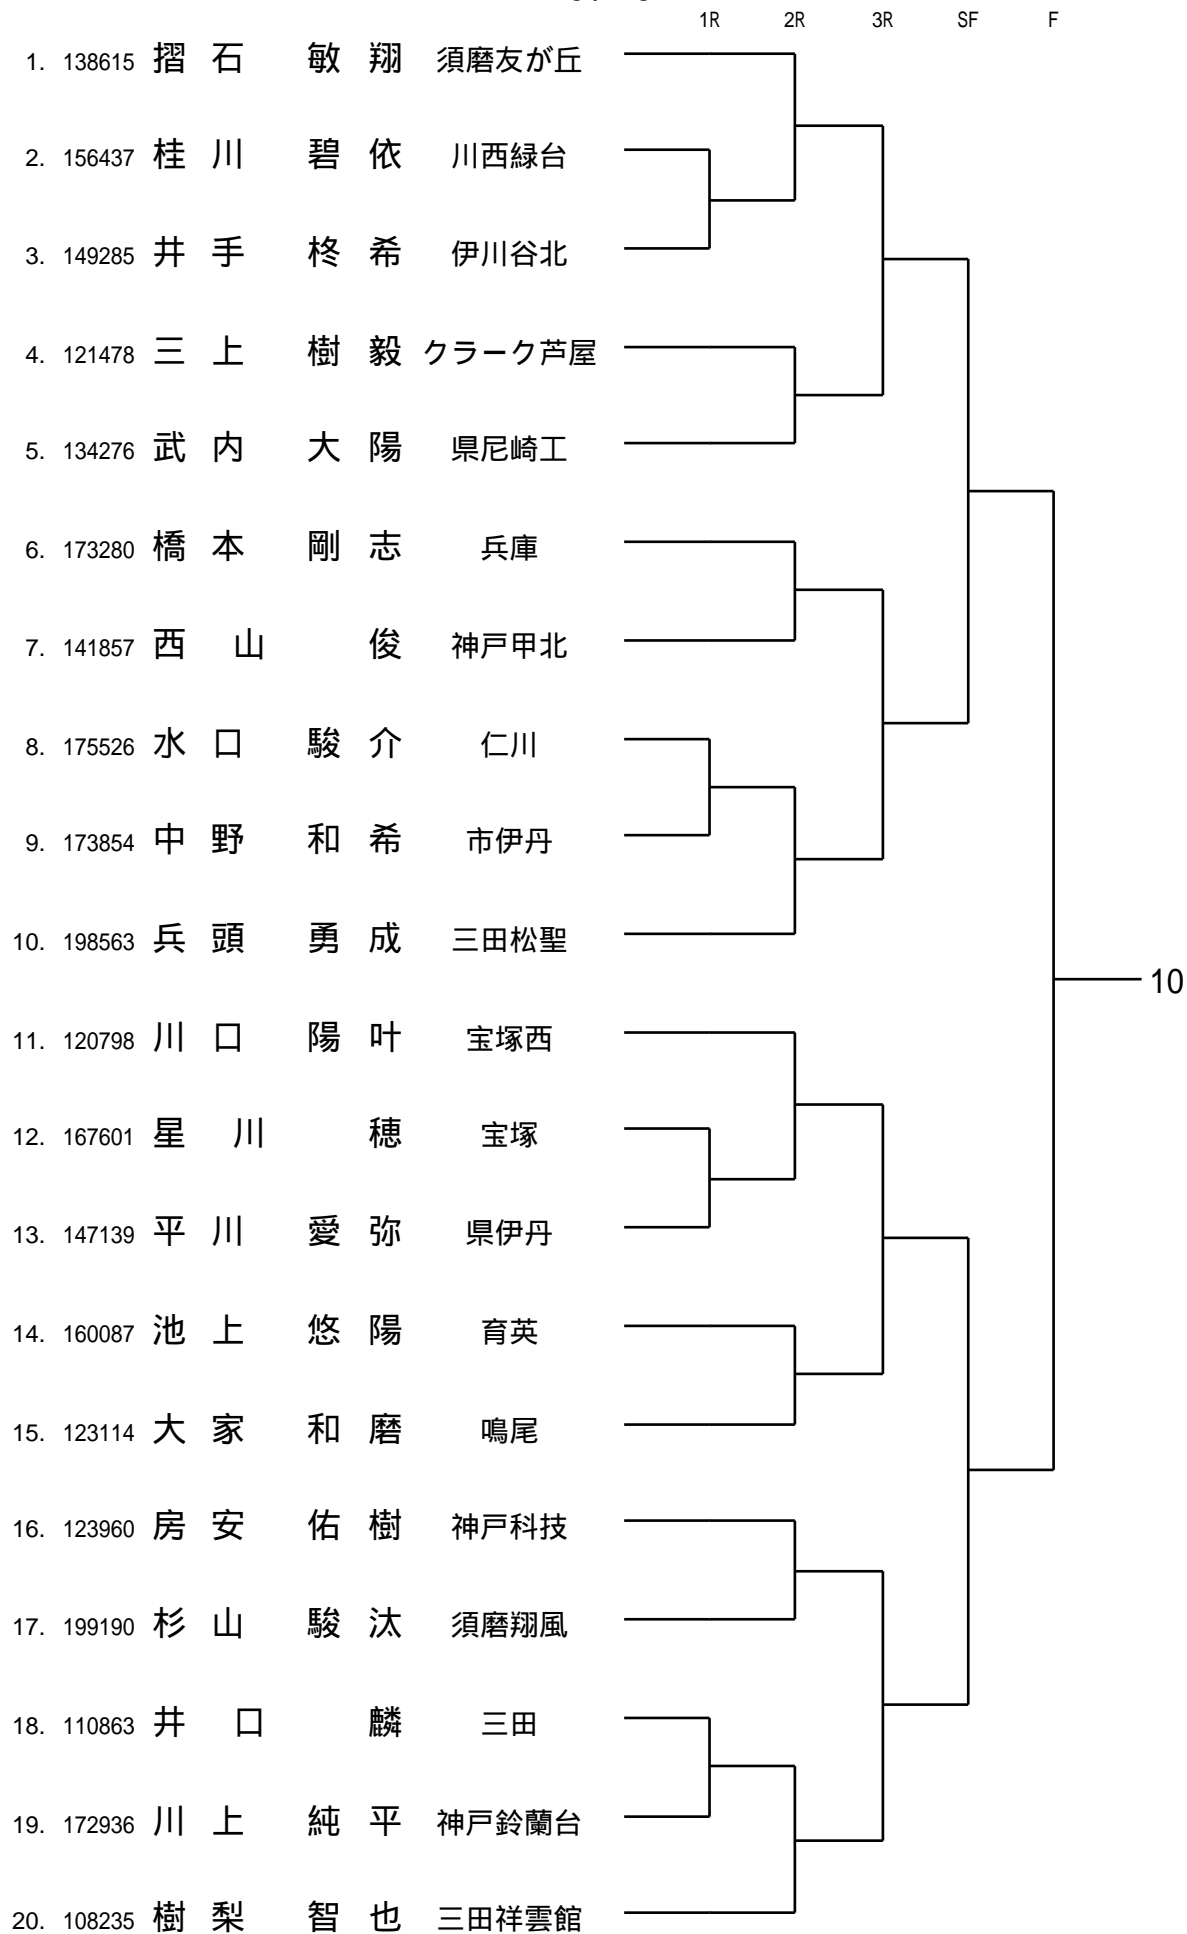 1R 2R 3R SF F
1. 138615 摺石 敏翔 須磨友が丘
2. 156437 桂川 碧依 川西緑台
3. 149285 井手 柊希 伊川谷北
4. 121478 三上 樹毅 クラーク芦屋
5. 134276 武内 大陽 県尼崎工
6. 173280 橋本 剛志 兵庫
7. 141857 西山 俊 神戸甲北
8. 175526 水口 駿介 仁川
9. 173854 中野 和希 市伊丹
10. 198563 兵頭 勇成 三田松聖
10
11. 120798 川口 陽叶 宝塚西
12. 167601 星川 穂 宝塚
13. 147139 平川 愛弥 県伊丹
14. 160087 池上 悠陽 育英
15. 123114 大家 和磨 鳴尾
16. 123960 房安 佑樹 神戸科技
17. 199190 杉山 駿汰 須磨翔風
18. 110863 井口 麟 三田
19. 172936 川上 純平 神戸鈴蘭台
20. 108235 樹梨 智也 三田祥雲館